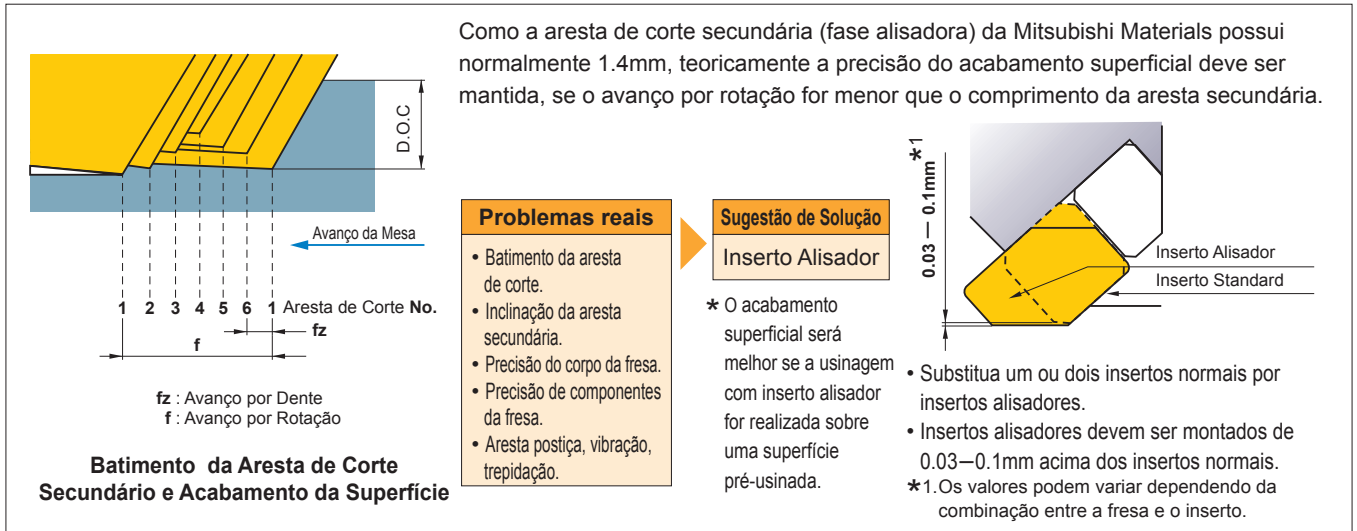 Como a aresta de corte secundária (fase alisadora) da Mitsubishi Materials possui
normalmente 1.4mm, teoricamente a precisão do acabamento superficial deve ser
mantida, se o avanço por rotação for menor que o comprimento da aresta secundária.
D.O.C
Avanço da Mesa
1 2 3 4 5 6 1 Aresta de Corte No.
fz
f
fz : Avanço por Dente
f : Avanço por Rotação
Batimento da Aresta de Corte
Secundário e Acabamento da Superfície
Problemas reais
• Batimento da aresta
de corte.
• Inclinação da aresta
secundária.
• Precisão do corpo da fresa.
• Precisão de componentes
da fresa.
• Aresta postiça, vibração,
trepidação.
Sugestão de Solução
Inserto Alisador
* O acabamento
superficial será
melhor se a usinagem
com inserto alisador
for realizada sobre
uma superfície
pré-usinada.
0.03 — 0.1mm*1
Inserto Alisador
Inserto Standard
• Substitua um ou dois insertos normais por
insertos alisadores.
• Insertos alisadores devem ser montados de
0.03—0.1mm acima dos insertos normais.
*1.Os valores podem variar dependendo da
combinação entre a fresa e o inserto.